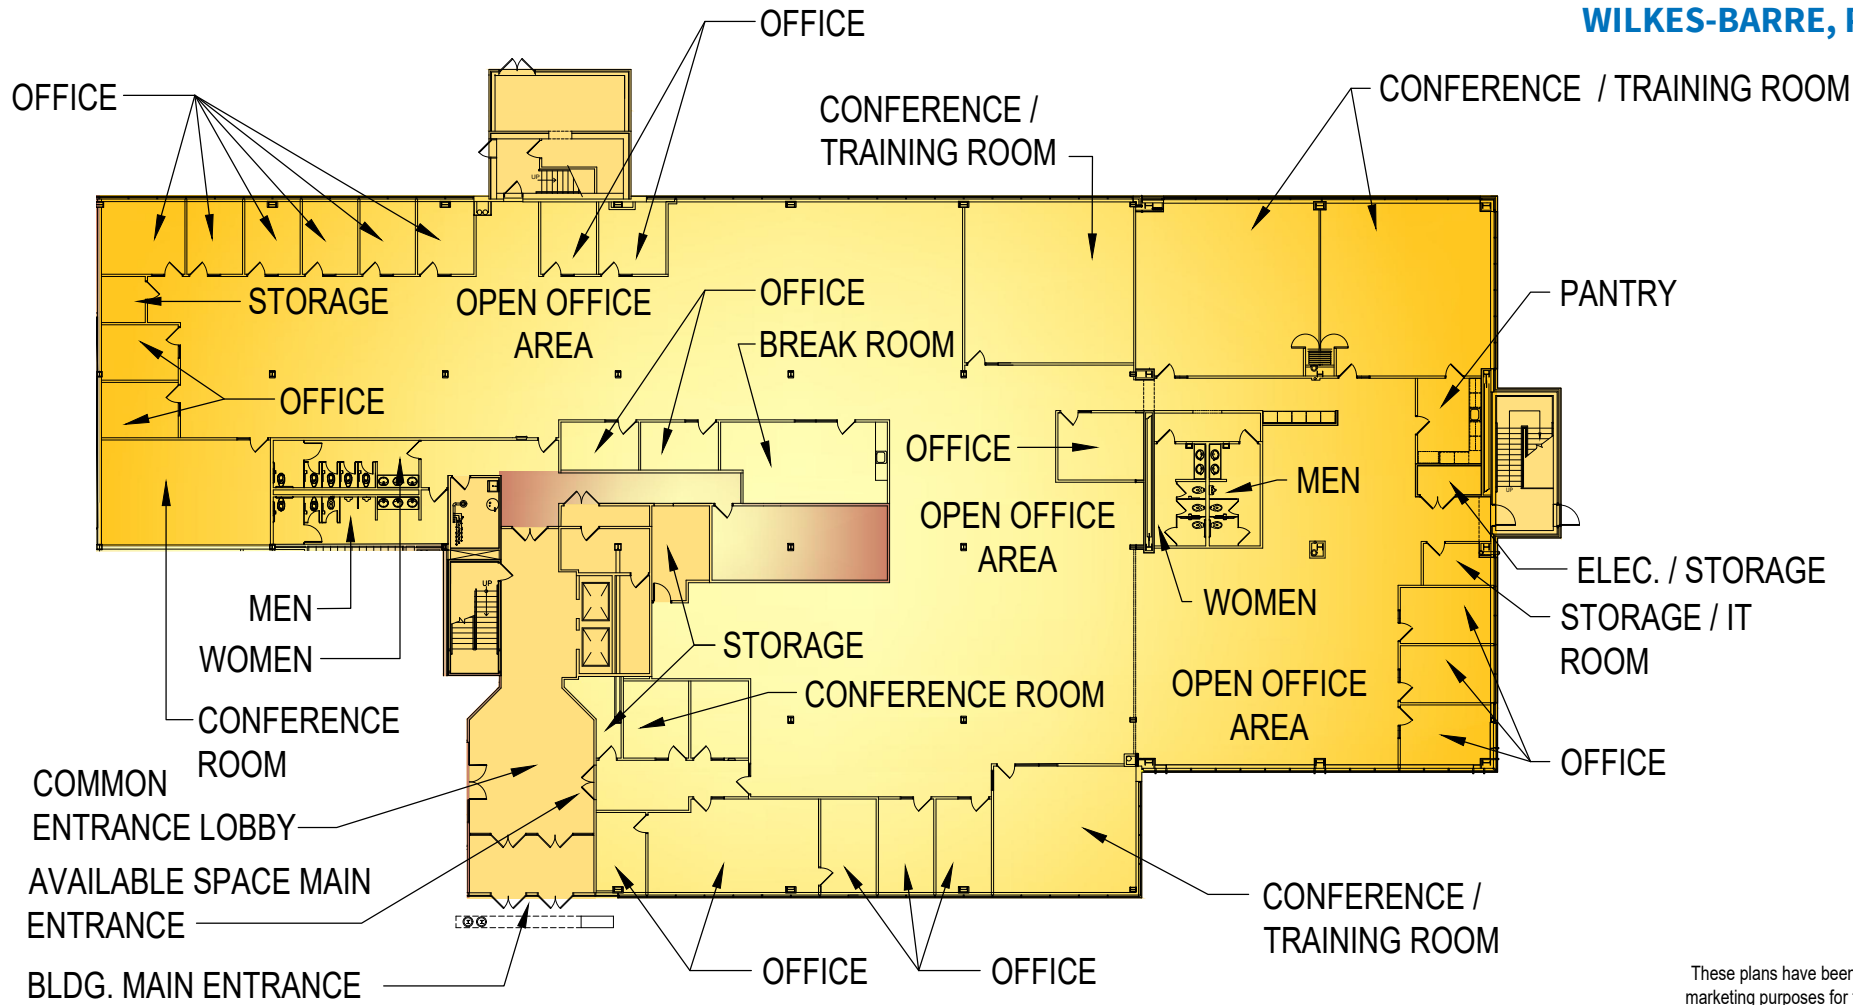 WILKES-BARRE, P
OFFICE
OFFICE
CONFERENCE /
TRAINING ROOM
CONFERENCE / TRAINING ROOM
UP
STORAGE
OPEN OFFICE
AREA
OFFICE
BREAK ROOM
PANTRY
OFFICE
OFFICE
MEN
OPEN OFFICE
AREA
UP
UP
ELEC. / STORAGE
MEN
WOMEN
STORAGE / IT
ROOM
WOMEN
STORAGE
CONFERENCE ROOM
OPEN OFFICE
AREA
CONFERENCE
ROOM
OFFICE
COMMON
ENTRANCE LOBBY
AVAILABLE SPACE MAIN
ENTRANCE
CONFERENCE /
TRAINING ROOM
BLDG. MAIN ENTRANCE
OFFICE
OFFICE
These plans have been
marketing purposes for